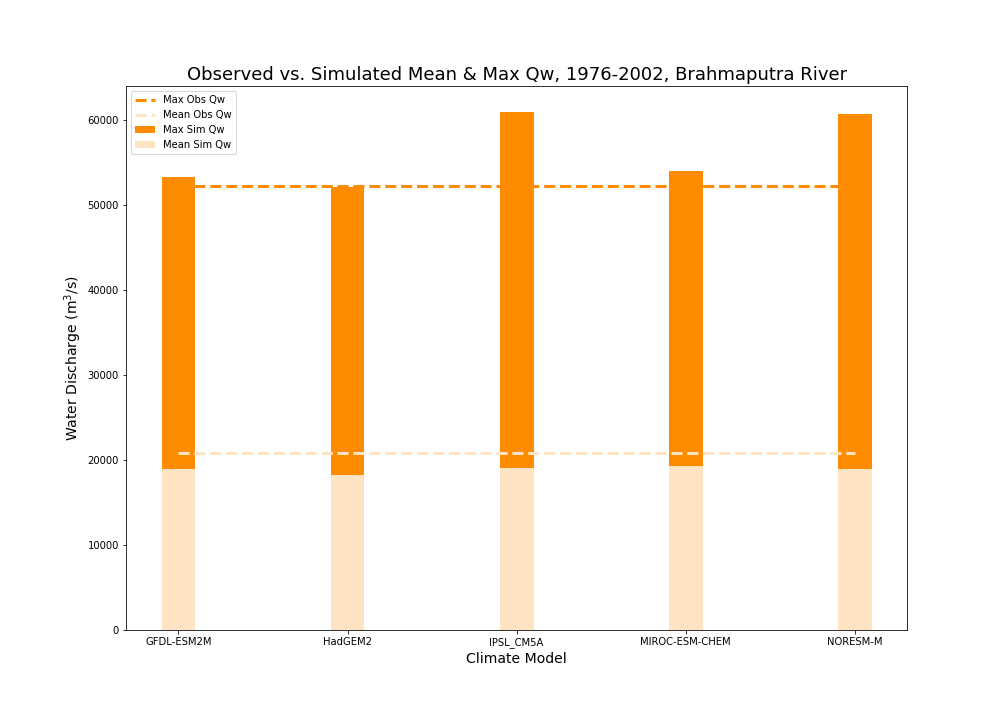 Observed vs. Simulated Mean & Max Qw, 1976-2002, Brahmaputra River
Max Obs Qw
Mean Obs Qw
Max Sim Qw
Mean Sim Qw
60000
50000
40000
30000
20000
10000
0
Water Discharge (m³/s)
GFDL-ESM2M HadGEM2 IPSL_CM5A MIROC-ESM-CHEM NORESM-M
Climate Model